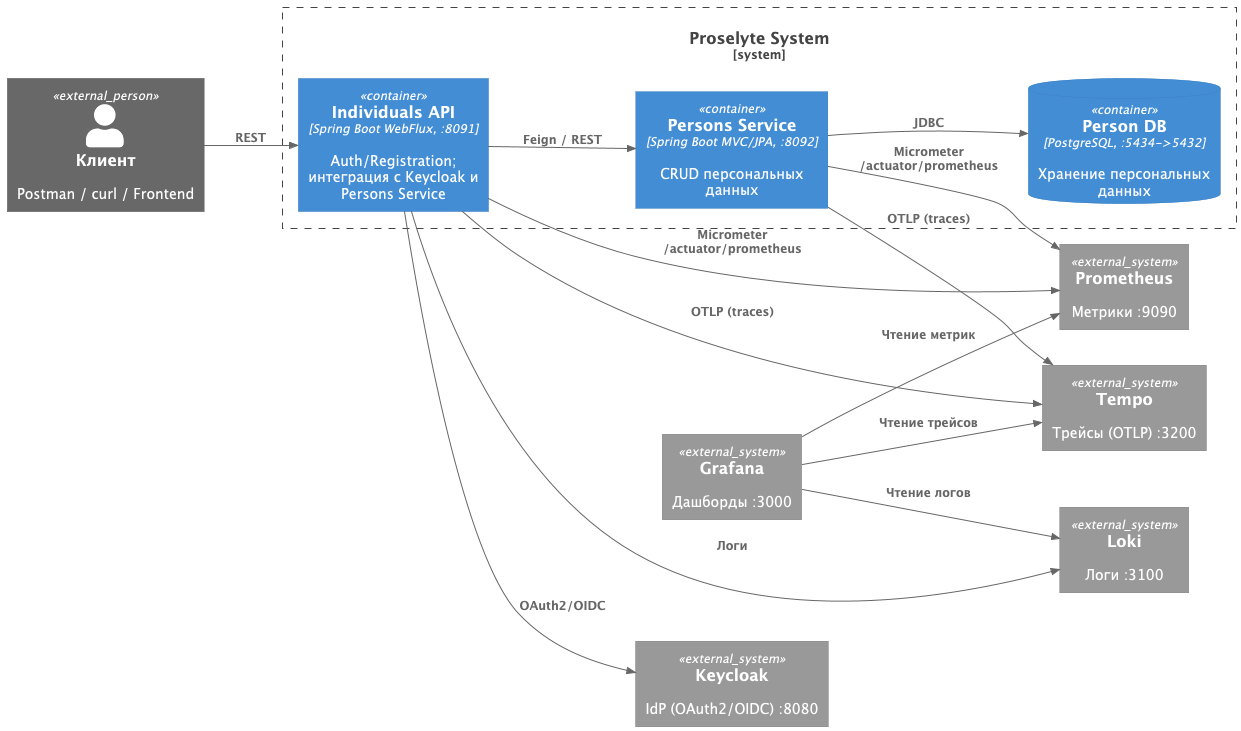 Proselyte System
[system]
«external_person»
Клиент
Postman / curl / Frontend
REST
«container»
Individuals API
[Spring Boot WebFlux, :8091]
Auth/Registration;
интеграция с Keycloak и
Persons Service
Feign / REST
«container»
Persons Service
[Spring Boot MVC/JPA, :8092]
CRUD персональных
данных
JDBC
«container»
Person DB
[PostgreSQL, :5434->5432]
Хранение персональных
данных
Micrometer
/actuator/prometheus
OTLP (traces)
Micrometer
/actuator/prometheus
«external_system»
Prometheus
Метрики :9090
OTLP (traces)
Чтение метрик
«external_system»
Tempo
Трейсы (OTLP) :3200
Чтение трейсов
«external_system»
Grafana
Дашборды :3000
Чтение логов
«external_system»
Loki
Логи :3100
Логи
OAuth2/OIDC
«external_system»
Keycloak
IdP (OAuth2/OIDC) :8080